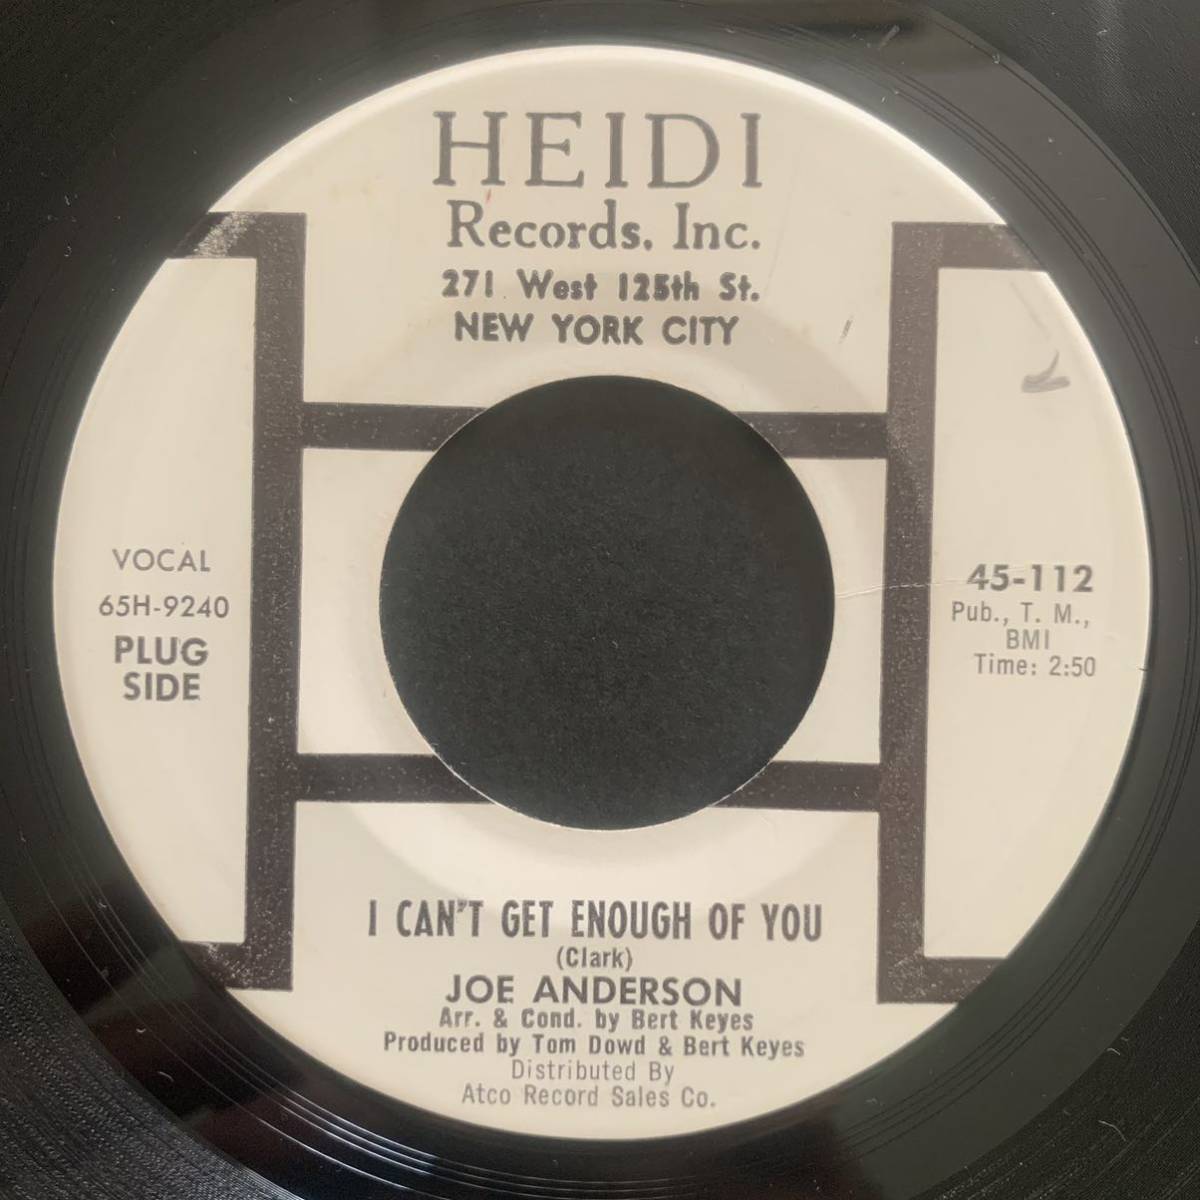 HEIDI
Records, Inc.
271 West 125th St.
NEW YORK CITY
VOCAL
65H-9240
PLUG
SIDE
45-112
Pub., T. M.,
BMI
Time: 2:50
I CAN'T GET ENOUGH OF YOU
(Clark)
JOE ANDERSON
Arr. & Cond. by Bert Keyes
Produced by Tom Dowd & Bert Keyes
Distributed By
Atco Record Sales Co.